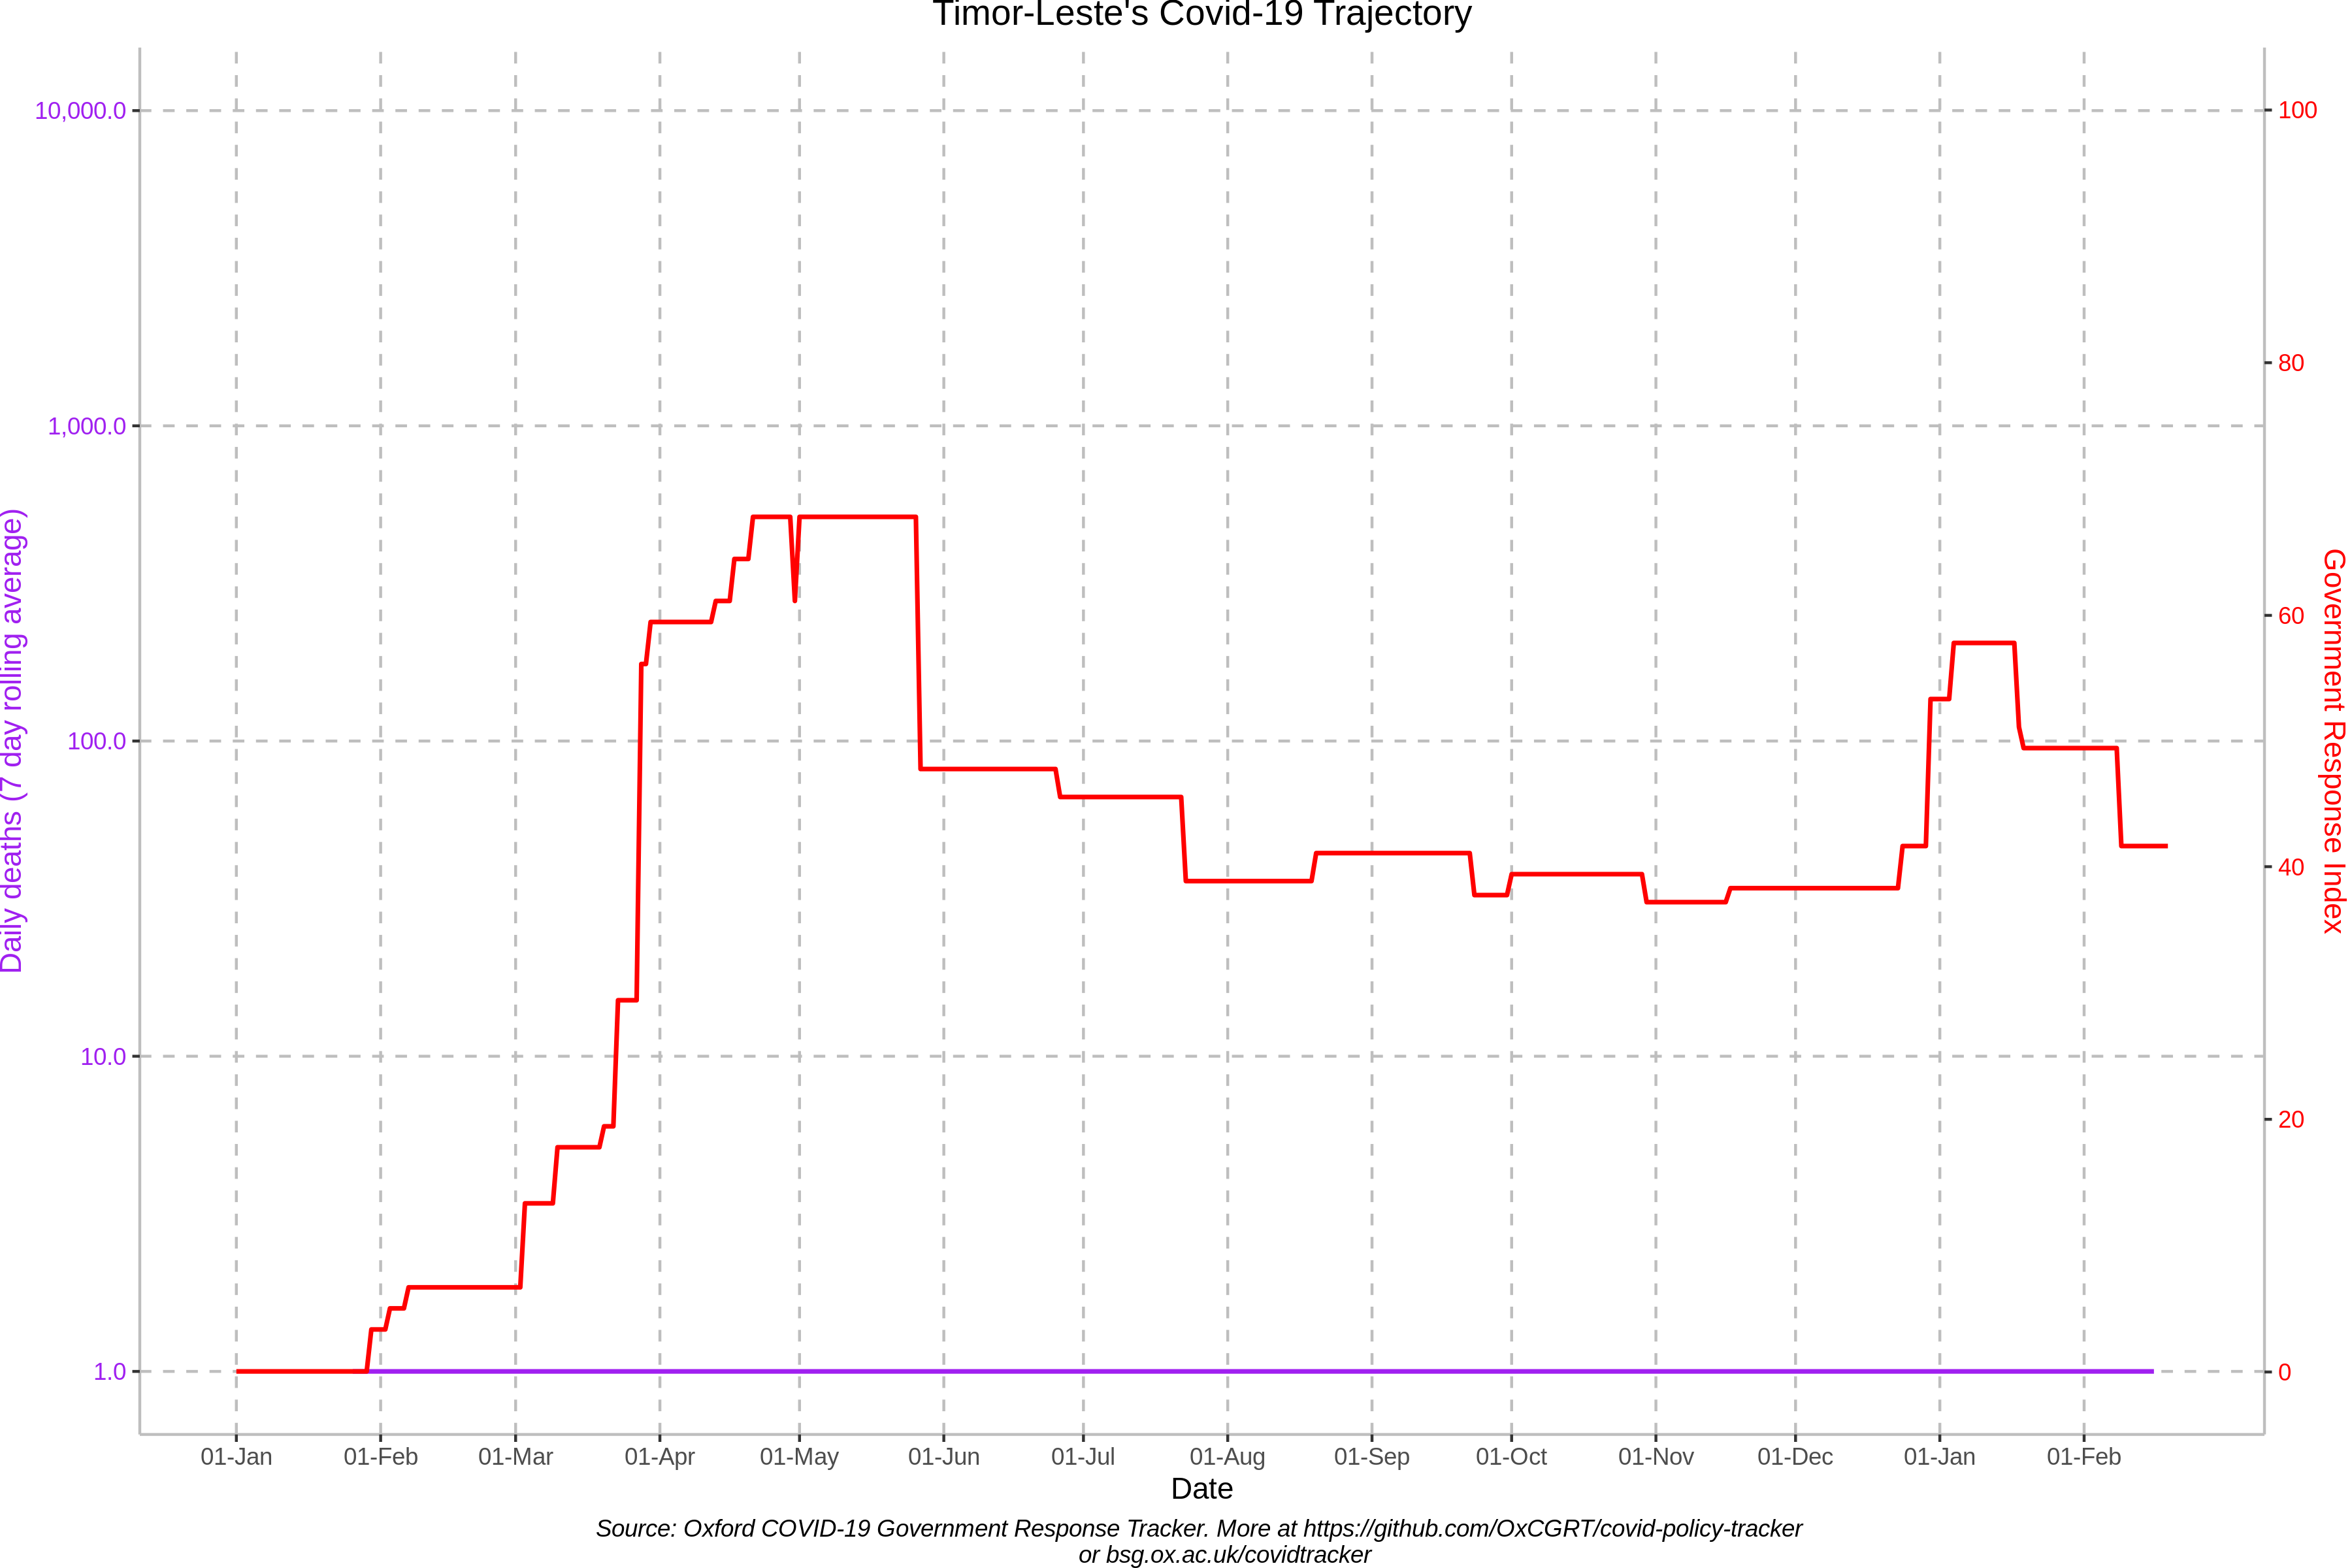 Timor-Leste's Covid-19 Trajectory
Daily deaths (7 day rolling average)
10,000.0
1,000.0
100.0
10.0
1.0
100
80
60
40
20
0
Government Response Index
01-Jan 01-Feb 01-Mar 01-Apr 01-May 01-Jun 01-Jul 01-Aug 01-Sep 01-Oct 01-Nov 01-Dec 01-Jan 01-Feb
Date
Source: Oxford COVID-19 Government Response Tracker. More at https://github.com/OxCGRT/covid-policy-tracker
or bsg.ox.ac.uk/covidtracker